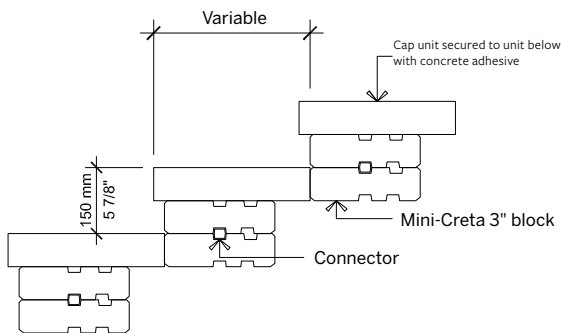 Variable
Cap unit secured to unit below
with concrete adhesive
150 mm
5 7/8"
Mini-Creta 3" block
Connector